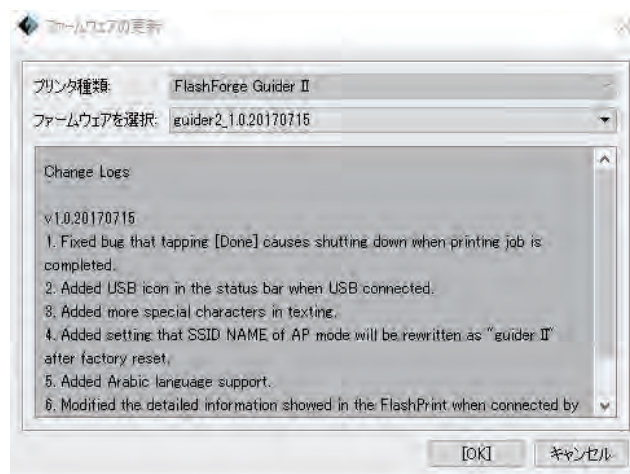 ファームウェアの更新
プリンタ種類: FlashForge Guider Ⅱ
ファームウェアを選択: guider2_1.0.20170715
Change Logs
v1.0.20170715
1. Fixed bug that tapping [Done] causes shutting down when printing job is
completed.
2. Added USB icon in the status bar when USB connected.
3. Added more special characters in texting.
4. Added setting that SSID NAME of AP mode will be rewritten as "guider Ⅱ"
after factory reset.
5. Added Arabic language support.
6. Modified the detailed information showed in the FlashPrint when connected by
[OK] キャンセル